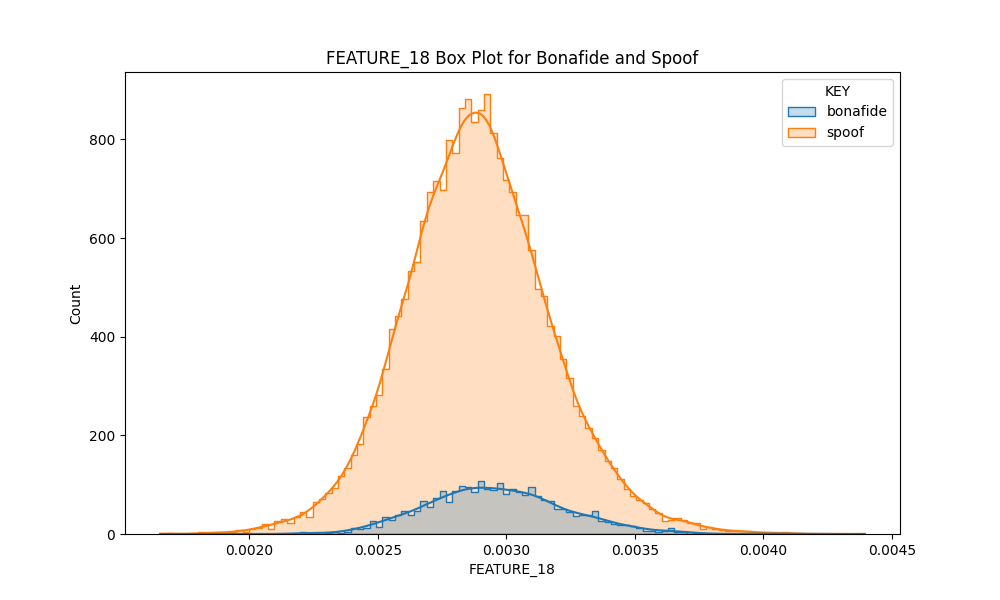 FEATURE_18 Box Plot for Bonafide and Spoof
KEY
bonafide
spoof
800
600
400
200
0
Count
0.0020
0.0025
0.0030
0.0035
0.0040
0.0045
FEATURE_18